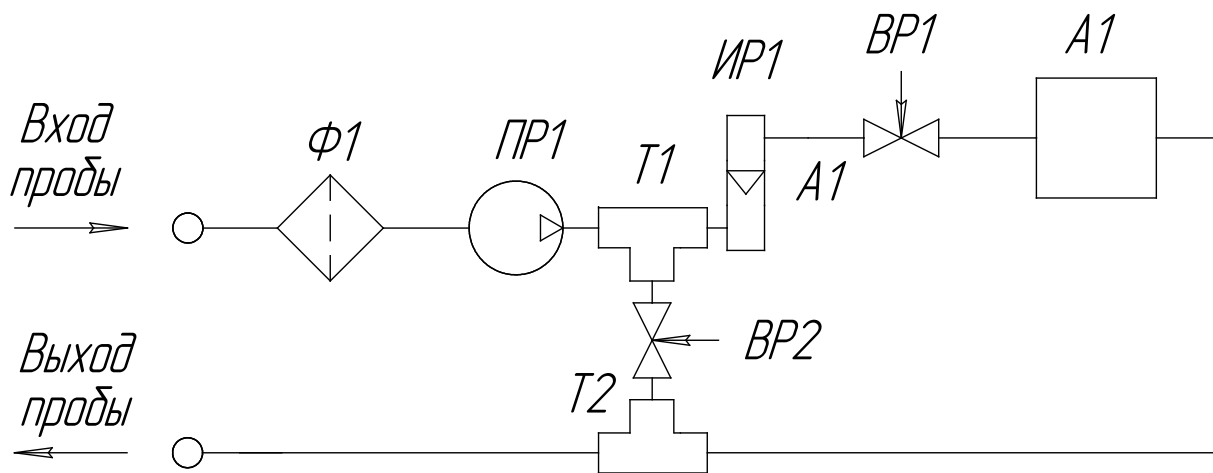 ВР1
А1
ИР1
Вход
пробы
Ф1
ПР1
Т1
А1
Выход
пробы
ВР2
Т2